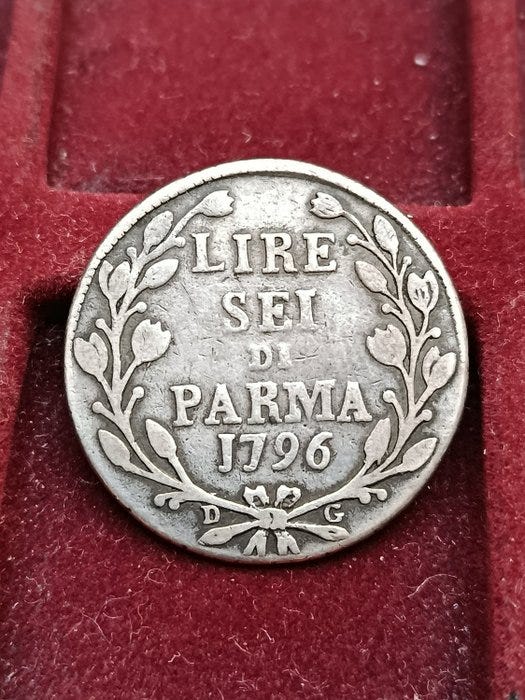 LIRE
SEI
DI
PARMA
1796
D G